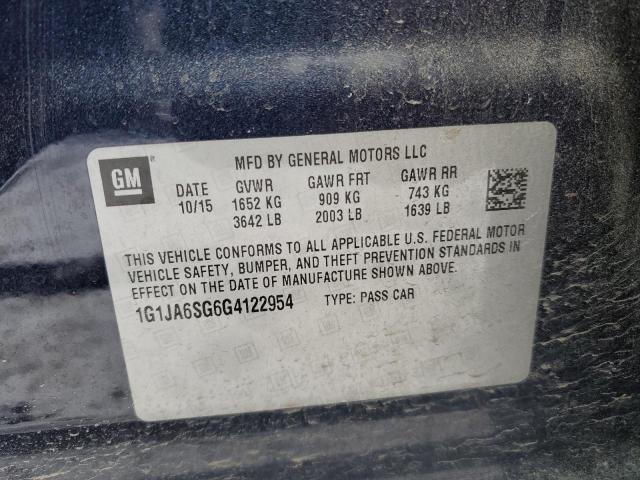 GM
MFD BY GENERAL MOTORS LLC
DATE GVWR GAWR FRT GAWR RR
10/15 1652 KG 909 KG 743 KG
3642 LB 2003 LB 1639 LB
THIS VEHICLE CONFORMS TO ALL APPLICABLE U.S. FEDERAL MOTOR
VEHICLE SAFETY, BUMPER, AND THEFT PREVENTION STANDARDS IN
EFFECT ON THE DATE OF MANUFACTURE SHOWN ABOVE.
1G1JA6SG6G4122954 TYPE: PASS CAR